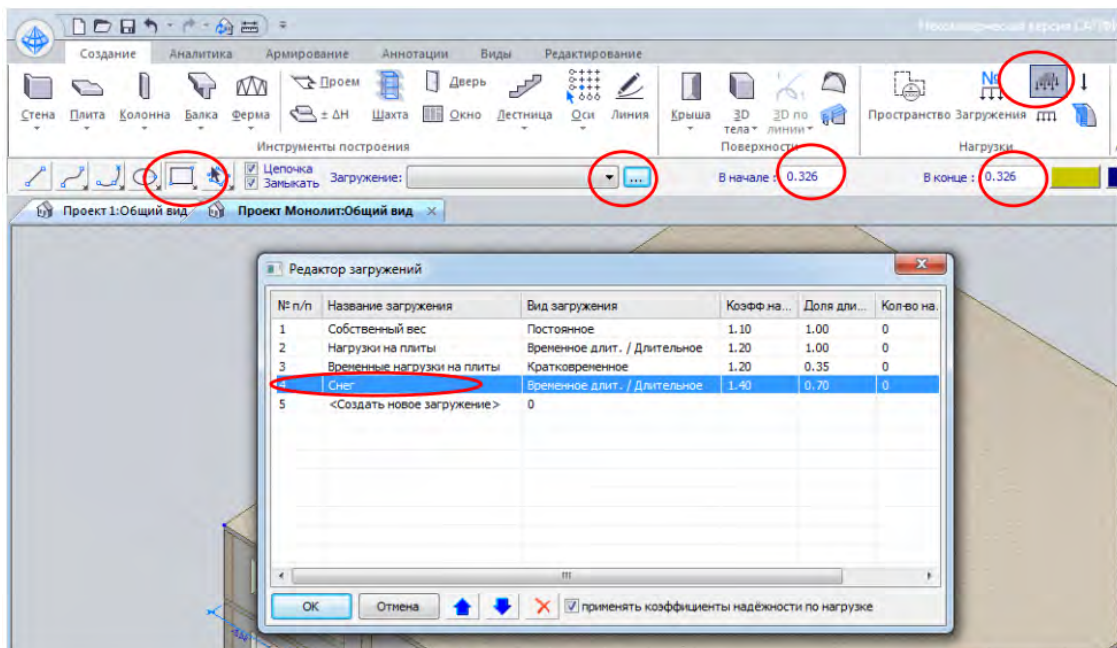 Некоммерческая версия САПФИ
Создание Аналитика Армирование Аннотации Виды Редактирование
Проем Дверь
№
Стена Плита Колонна Балка Ферма ± ΔН Шахта Окно Лестница Оси Линия Крыша 3D тела 3D по линии Пространство Загружения
Инструменты построения Поверхности Нагрузки
Цепочка
Замыкать
Загружение: ... В начале : 0.326 В конце : 0.326
Проект 1:Общий вид Проект Монолит:Общий вид ×
Редактор загружений
№ п/п Название загружения Вид загружения Коэфф.на... Доля дли... Кол-во на.
1 Собственный вес Постоянное 1.10 1.00 0
2 Нагрузки на плиты Временное длит. / Длительное 1.20 1.00 0
3 Временные нагрузки на плиты Кратковременное 1.20 0.35 0
4 Снег Временное длит. / Длительное 1.40 0.70 0
5 <Создать новое загружение> 0
OK Отмена применять коэффициенты надёжности по нагрузке